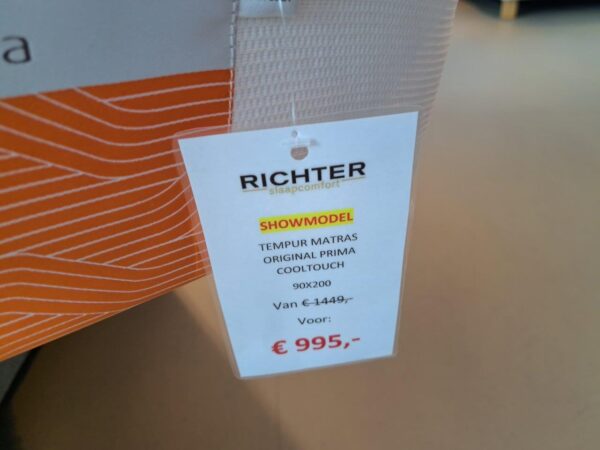 a
RICHTER
slaapcomfort
SHOWMODEL
TEMPUR MATRAS
ORIGINAL PRIMA
COOLTOUCH
90X200
Van € 1449,-
Voor:
€ 995,-